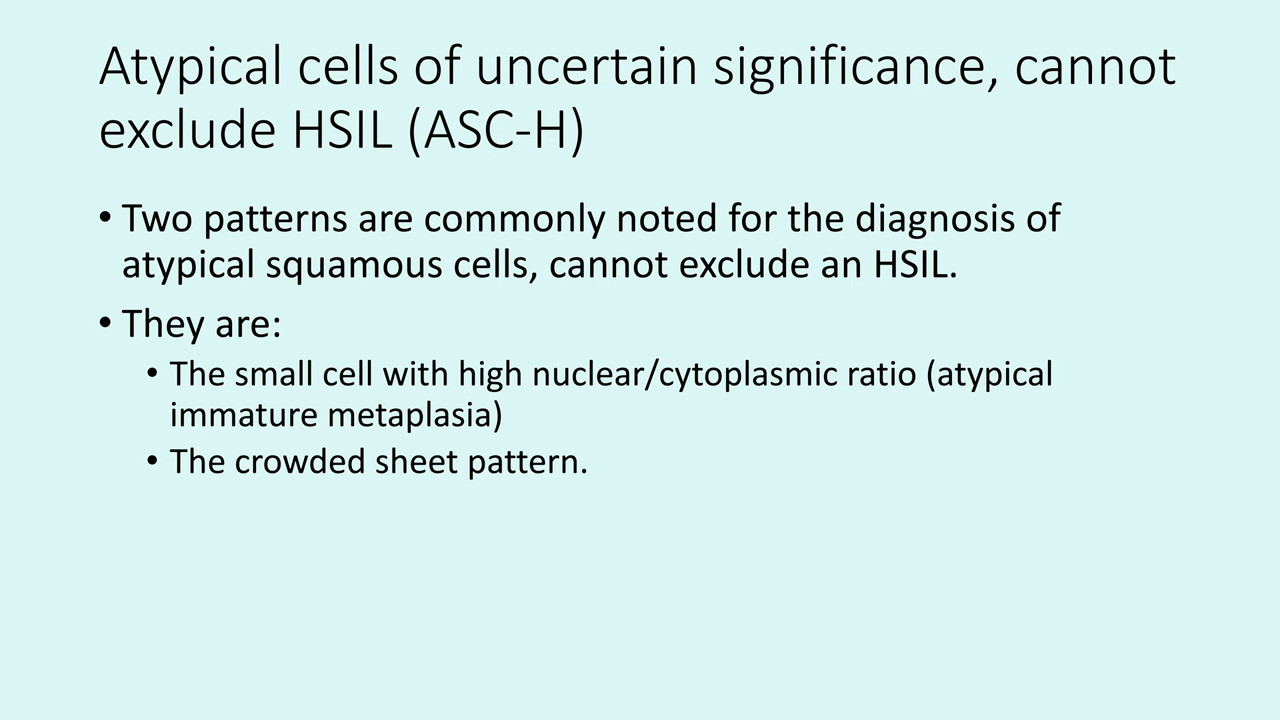 Atypical cells of uncertain significance, cannot
exclude HSIL (ASC-H)
• Two patterns are commonly noted for the diagnosis of
atypical squamous cells, cannot exclude an HSIL.
• They are:
• The small cell with high nuclear/cytoplasmic ratio (atypical
immature metaplasia)
• The crowded sheet pattern.